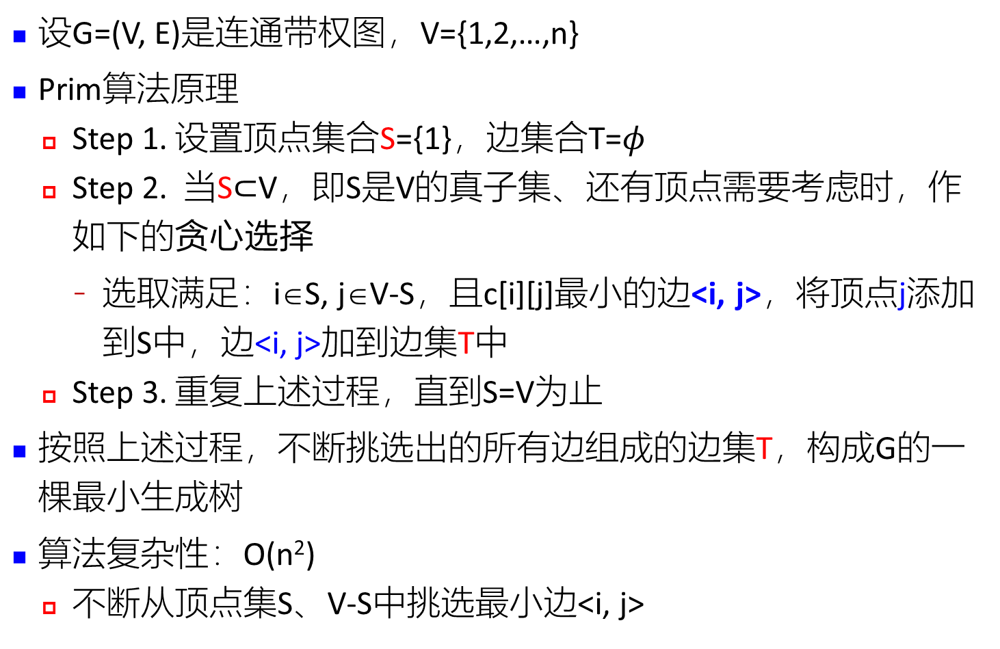 设G=(V, E)是连通带权图，V={1,2,…,n}
Prim算法原理
Step 1. 设置顶点集合S={1}，边集合T=ϕ
Step 2. 当S⊂V，即S是V的真子集、还有顶点需要考虑时，作
如下的贪心选择
- 选取满足：i∈S, j∈V-S，且c[i][j]最小的边<i, j>，将顶点j添加
到S中，边<i, j>加到边集T中
Step 3. 重复上述过程，直到S=V为止
按照上述过程，不断挑选出的所有边组成的边集T，构成G的一
棵最小生成树
算法复杂性：O(n²)
不断从顶点集S、V-S中挑选最小边<i, j>